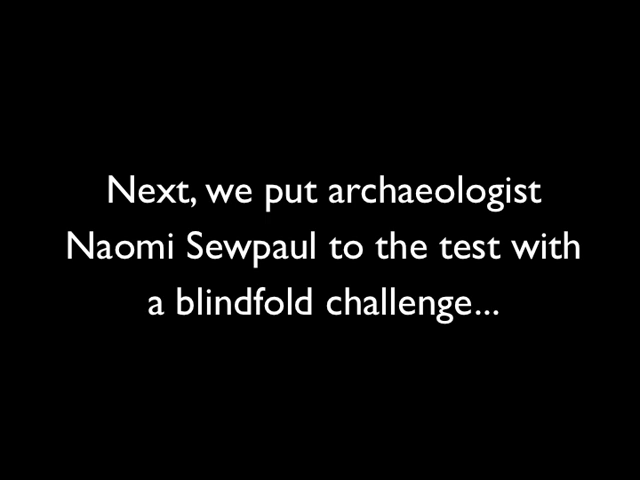 Next, we put archaeologist
Naomi Sewpaul to the test with
a blindfold challenge...